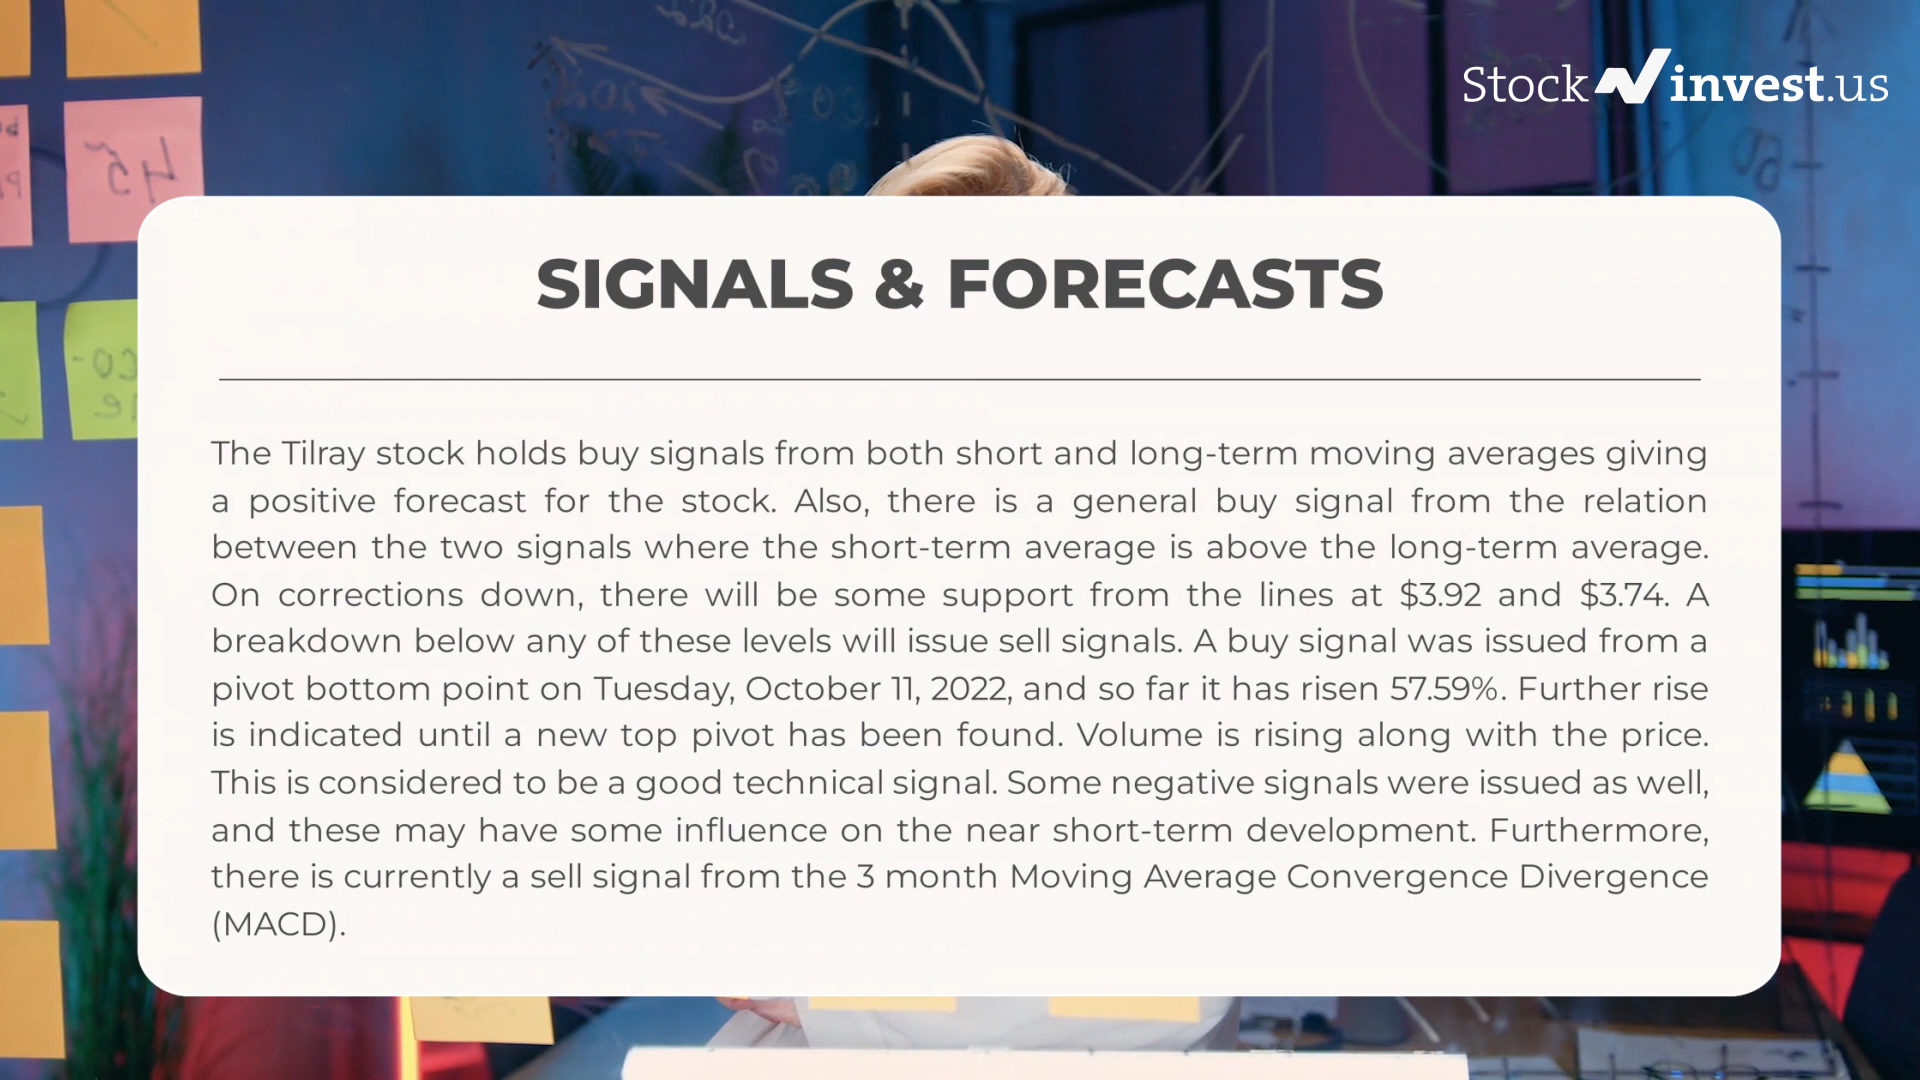 Stock invest.us
45
SIGNALS & FORECASTS
The Tilray stock holds buy signals from both short and long-term moving averages giving
a positive forecast for the stock. Also, there is a general buy signal from the relation
between the two signals where the short-term average is above the long-term average.
On corrections down, there will be some support from the lines at $3.92 and $3.74. A
breakdown below any of these levels will issue sell signals. A buy signal was issued from a
pivot bottom point on Tuesday, October 11, 2022, and so far it has risen 57.59%. Further rise
is indicated until a new top pivot has been found. Volume is rising along with the price.
This is considered to be a good technical signal. Some negative signals were issued as well,
and these may have some influence on the near short-term development. Furthermore,
there is currently a sell signal from the 3 month Moving Average Convergence Divergence
(MACD).